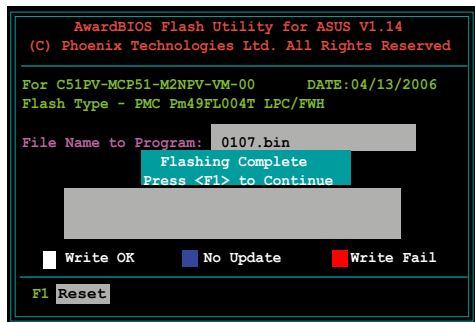 AwardBIOS Flash Utility for ASUS V1.14
(C) Phoenix Technologies Ltd. All Rights Reserved
For C51PV-MCP51-M2NPV-VM-00 DATE:04/13/2006
Flash Type - PMC Pm49FL004T LPC/FWH
File Name to Program: 0107.bin
Flashing Complete
Press <F1> to Continue
Write OK No Update Write Fail
F1 Reset